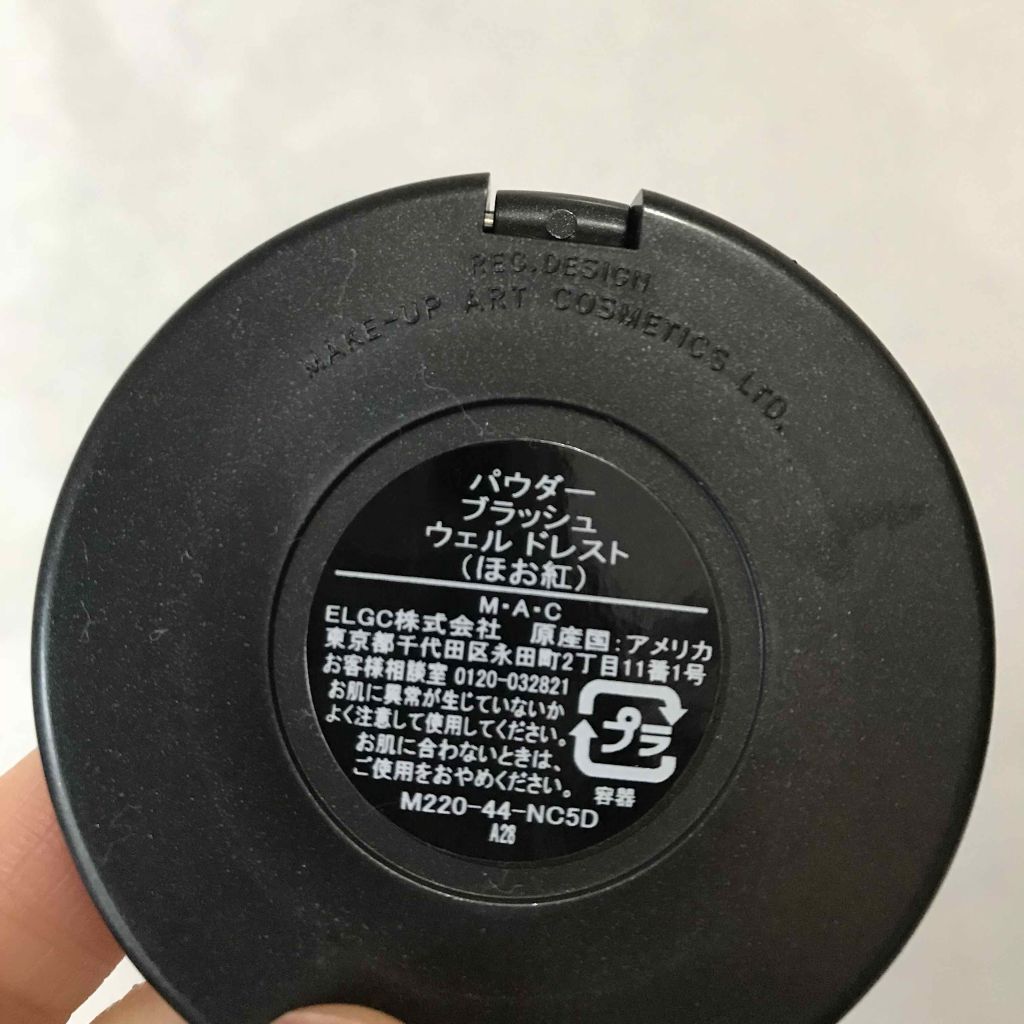 REG.DESIGN
MAKE-UP ART COSMETICS LTD.
パウダー
ブラッシュ
ウェル ドレスト
(ほお紅)
M・A・C
ELGC株式会社 原産国:アメリカ
東京都千代田区永田町2丁目11番1号
お客様相談室 0120-032821
お肌に異常が生じていないか
よく注意して使用してください。
お肌に合わないときは、
ご使用をおやめください。
プラ
容器
M220-44-NC5D
A28